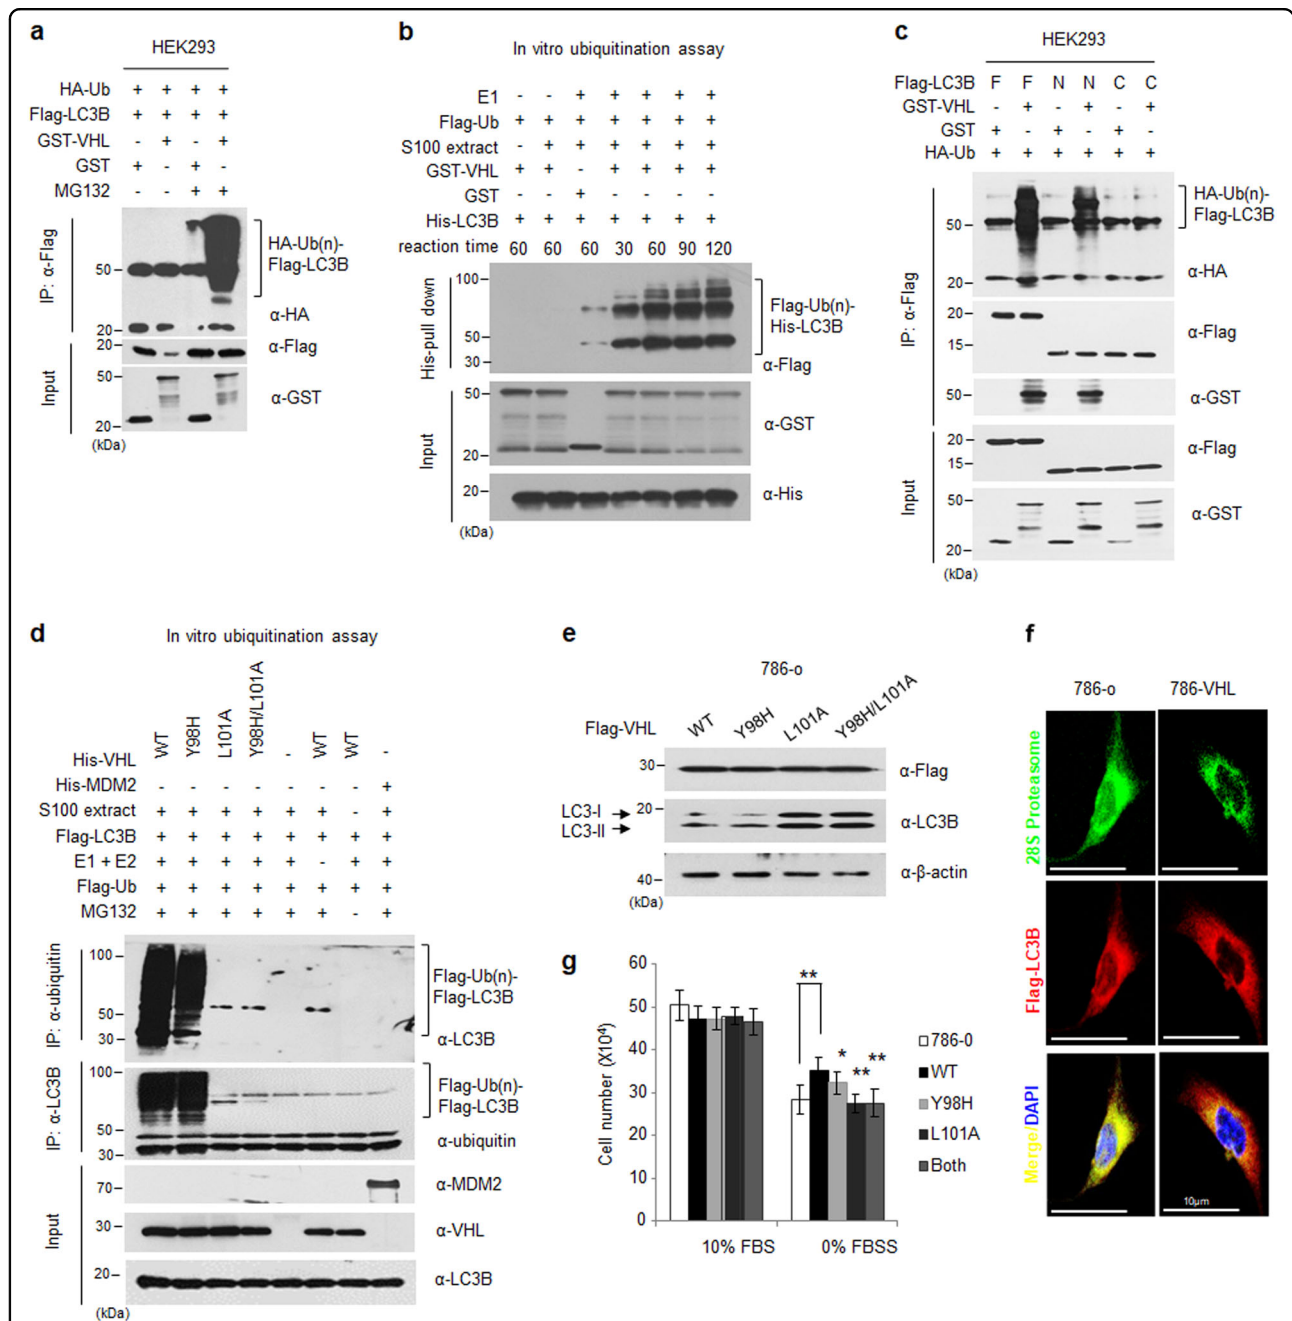 a
HEK293
HA-Ub + + + +
Flag-LC3B + + + +
GST-VHL - + - +
GST + - + -
MG132 - - + +
IP: α-Flag
50
20
HA-Ub(n)-
Flag-LC3B
α-HA
Input
20
α-Flag
50
20
α-GST
(kDa)
b
In vitro ubiquitination assay
E1 - - + + + + +
Flag-Ub + + + + + + +
S100 extract - + + + + + +
GST-VHL + + - + + + +
GST +
His-LC3B + + + + + + +
reaction time 60 60 60 30 60 90 120
His-pull down
100
50
30
Flag-Ub(n)-
His-LC3B
α-Flag
Input
50
20
α-GST
20
α-His
(kDa)
c
HEK293
Flag-LC3B F F N N C C
GST-VHL - + - + - +
GST + - + - + -
HA-Ub + + + + + +
IP: α-Flag
50
20
HA-Ub(n)-
Flag-LC3B
α-HA
20
15
α-Flag
50
α-GST
Input
20
15
α-Flag
50
20
α-GST
(kDa)
d
In vitro ubiquitination assay
His-VHL WT Y98H L101A Y98H/L101A - WT WT -
His-MDM2 - - - - - - - +
S100 extract + + + + + + - +
Flag-LC3B + + + + + + + +
E1 + E2 + + + + + - + +
Flag-Ub + + + + + + + +
MG132 + + + + + + - +
IP: α-ubiquitin
100
50
30
Flag-Ub(n)-
Flag-LC3B
α-LC3B
IP: α-LC3B
100
50
30
Flag-Ub(n)-
Flag-LC3B
α-ubiquitin
Input
70
α-MDM2
30
α-VHL
20
α-LC3B
(kDa)
e
786-o
Flag-VHL WT Y98H L101A Y98H/L101A
30
α-Flag
LC3-I
LC3-II
20
α-LC3B
40
α-β-actin
(kDa)
f
786-o 786-VHL
28S Proteasome
Flag-LC3B
Merge/DAPI
10μm
g
Cell number (X10⁴)
60
50
40
30
20
10
0
**
*
**
**
10% FBS 0% FBSS
786-0
WT
Y98H
L101A
Both